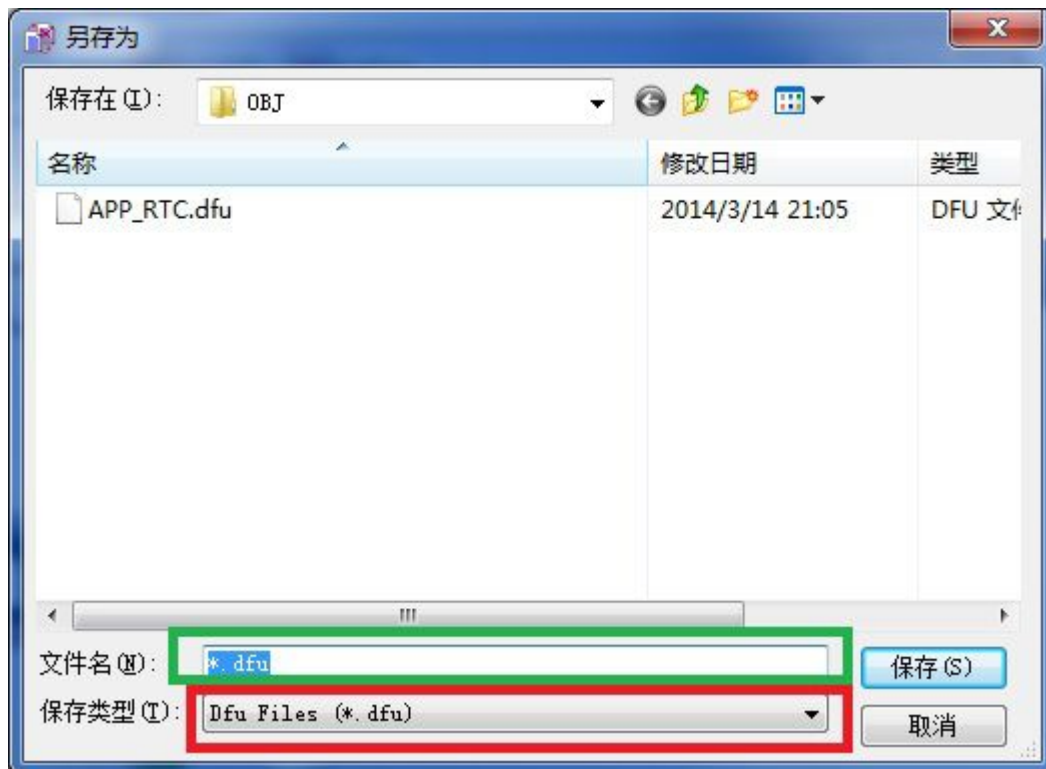 另存为
保存在(I):
OBJ
名称
修改日期
类型
APP_RTC.dfu
2014/3/14 21:05
DFU 文
文件名(N):
*.dfu
保存(S)
保存类型(T):
Dfu Files (*.dfu)
取消